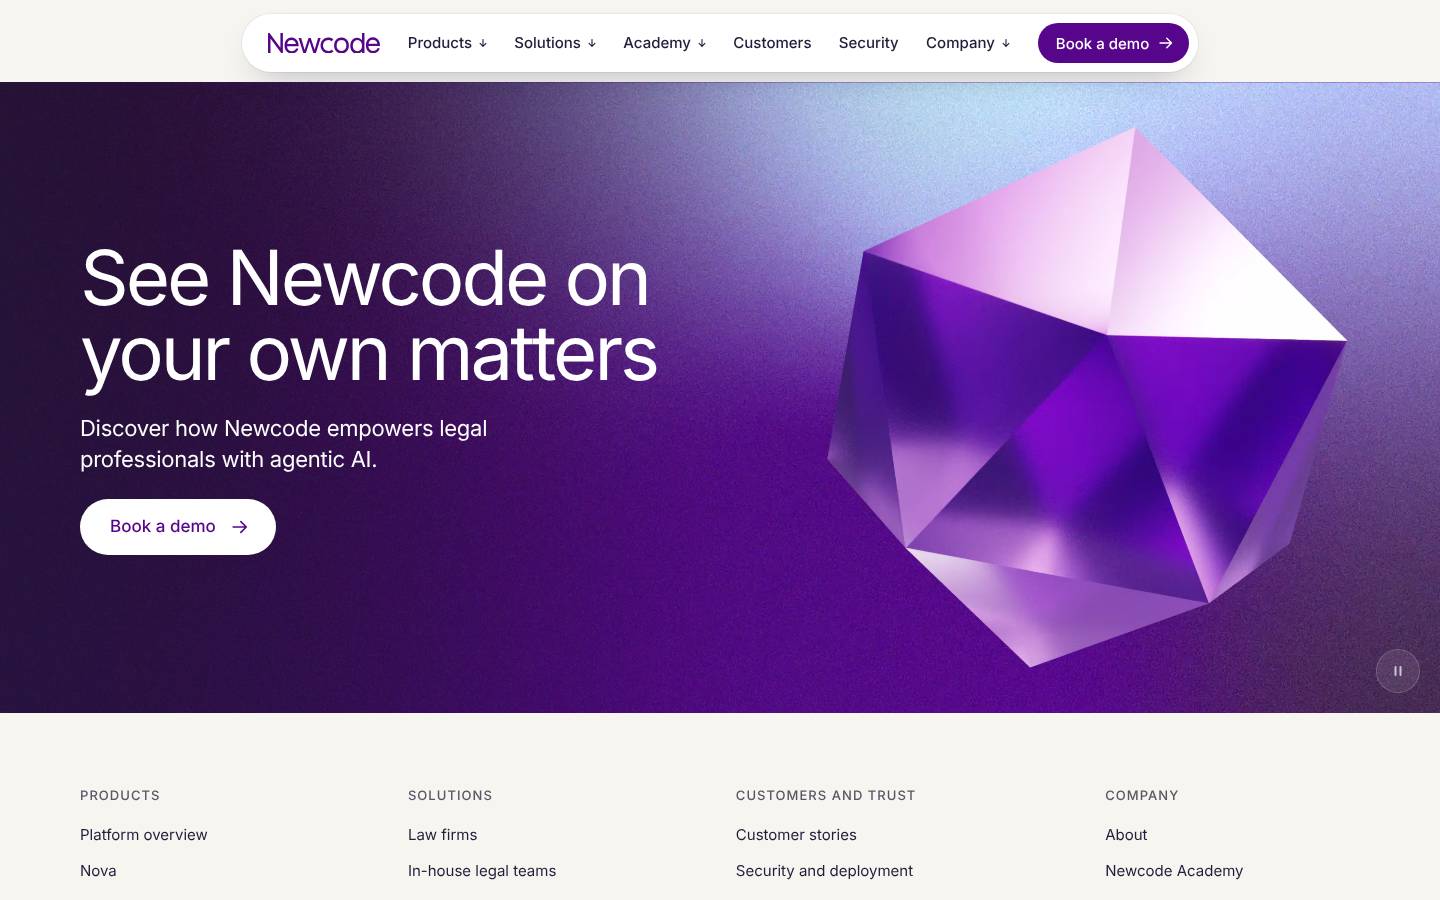 Newcode
Products ↓
Solutions ↓
Academy ↓
Customers
Security
Company ↓
Book a demo →
See Newcode on
your own matters
Discover how Newcode empowers legal
professionals with agentic AI.
Book a demo →
PRODUCTS
Platform overview
Nova
SOLUTIONS
Law firms
In-house legal teams
CUSTOMERS AND TRUST
Customer stories
Security and deployment
COMPANY
About
Newcode Academy